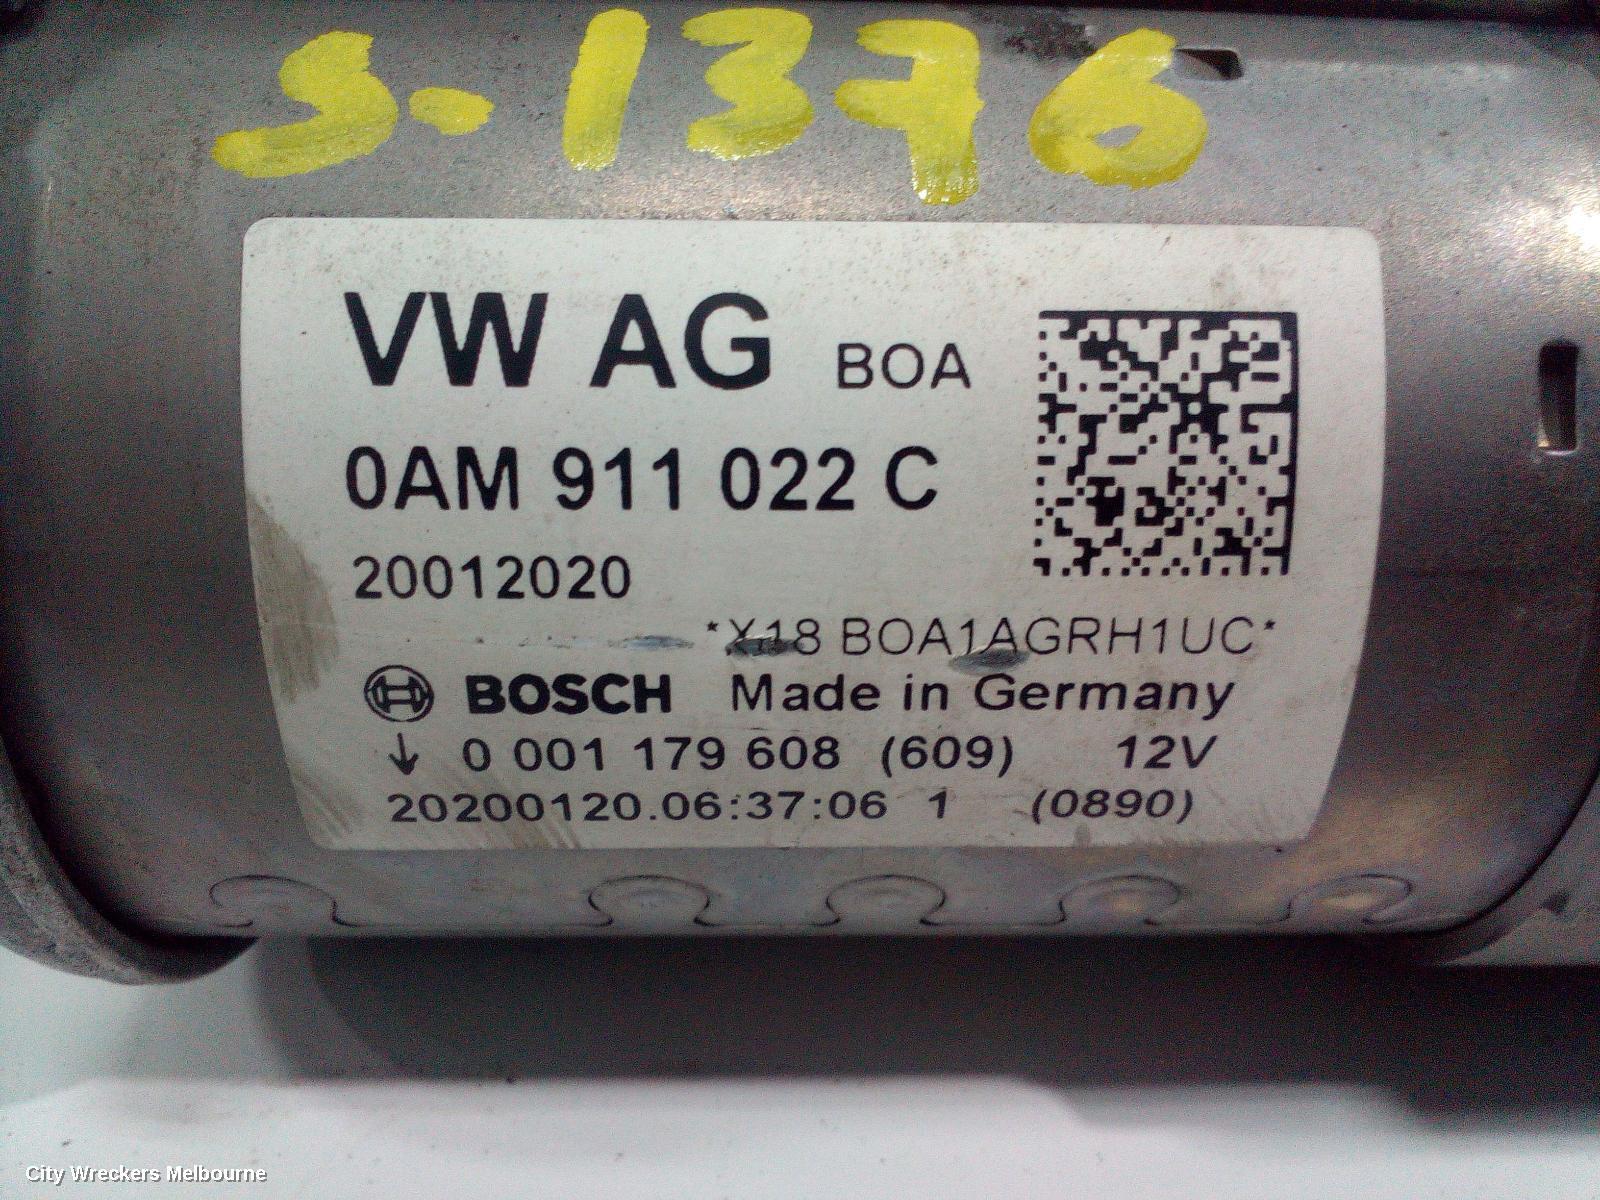 S-1376
VW AG BOA
0AM 911 022 C
20012020
*X18 BOA1AGRH1UC*
BOSCH Made in Germany
↓ 0 001 179 608 (609) 12V
20200120.06:37:06 1 (0890)
City Wreckers Melbourne